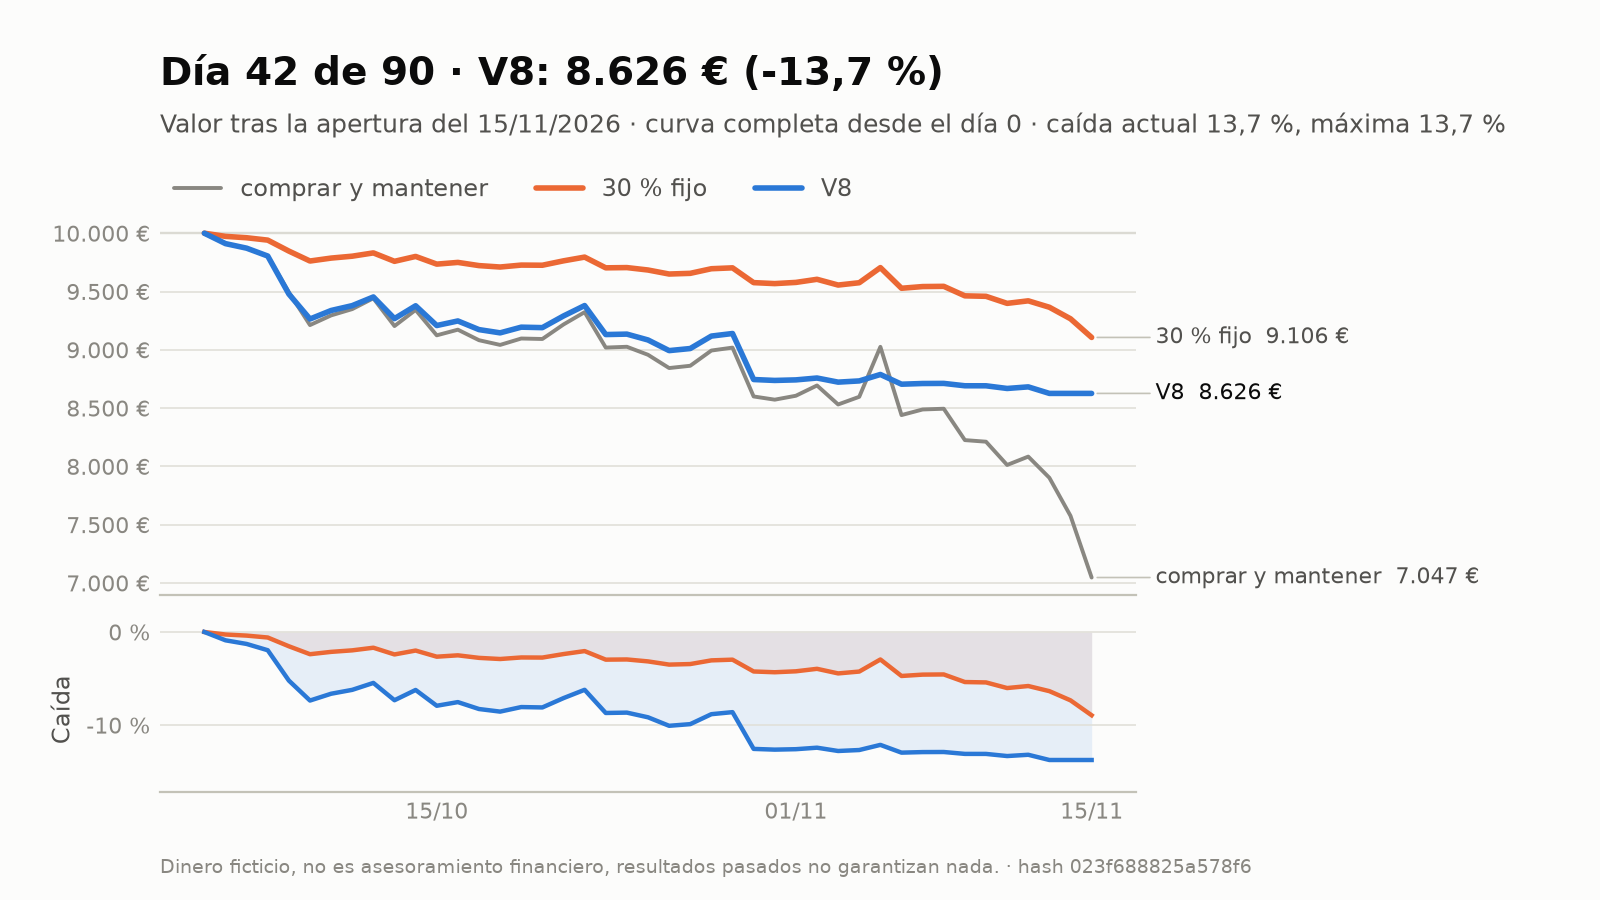 Día 42 de 90 · V8: 8.626 € (-13,7 %)
Valor tras la apertura del 15/11/2026 · curva completa desde el día 0 · caída actual 13,7 %, máxima 13,7 %
comprar y mantener
30 % fijo
V8
10.000 €
9.500 €
9.000 €
8.500 €
8.000 €
7.500 €
7.000 €
30 % fijo 9.106 €
V8 8.626 €
comprar y mantener 7.047 €
Caída
0 %
-10 %
15/10
01/11
15/11
Dinero ficticio, no es asesoramiento financiero, resultados pasados no garantizan nada. · hash 023f688825a578f6